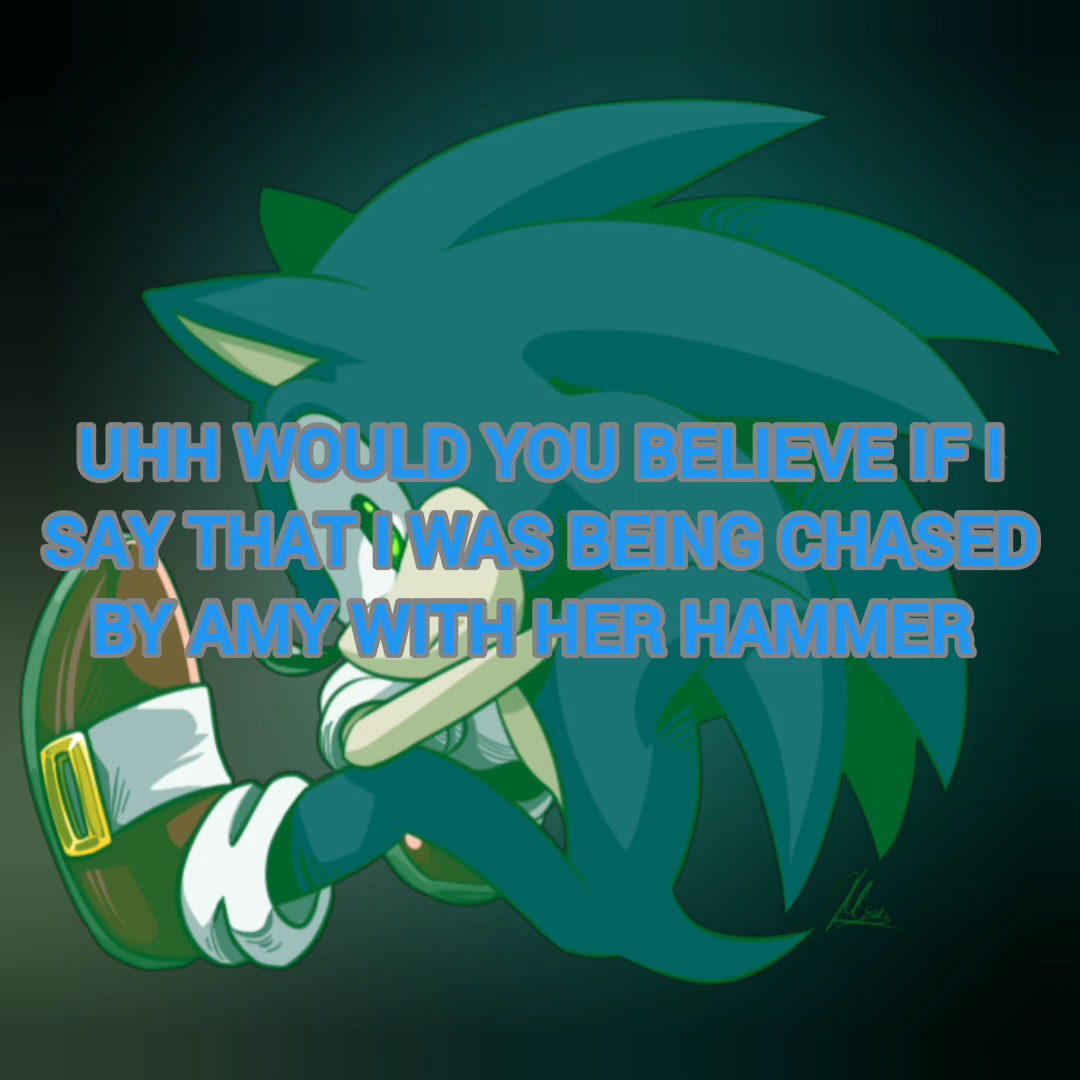 UHH WOULD YOU BELIEVE IF I
SAY THAT I WAS BEING CHASED
BY AMY WITH HER HAMMER